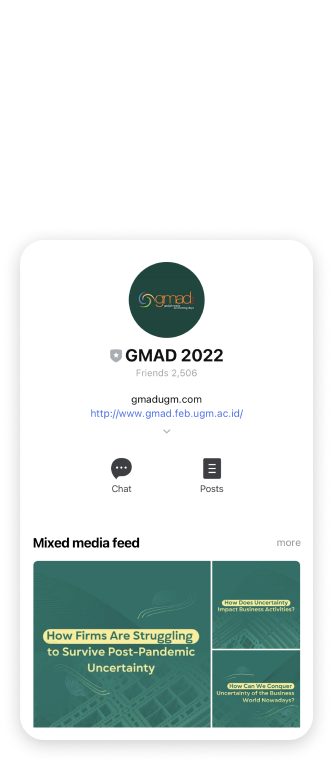 gmad
GMAD 2022
Friends 2,506
gmadugm.com
http://www.gmad.feb.ugm.ac.id/
Chat
Posts
Mixed media feed
more
How Firms Are Struggling
to Survive Post-Pandemic
Uncertainty
How Does Uncertainty
Impact Business Activities?
How Can We Conquer
Uncertainty of the Business
World Nowadays?